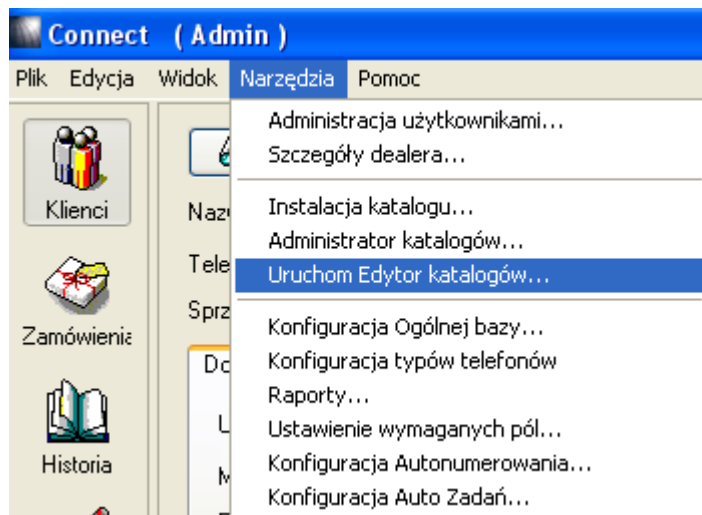 Connect ( Admin )
Plik Edycja Widok Narzędzia Pomoc
Administracja użytkownikami...
Szczegóły dealera...
Instalacja katalogu...
Administrator katalogów...
Uruchom Edytor katalogów...
Konfiguracja Ogólnej bazy...
Konfiguracja typów telefonów
Raporty...
Ustawienie wymaganych pól...
Konfiguracja Autonumerowania...
Konfiguracja Auto Zadań...
Klienci
Zamówienia
Historia